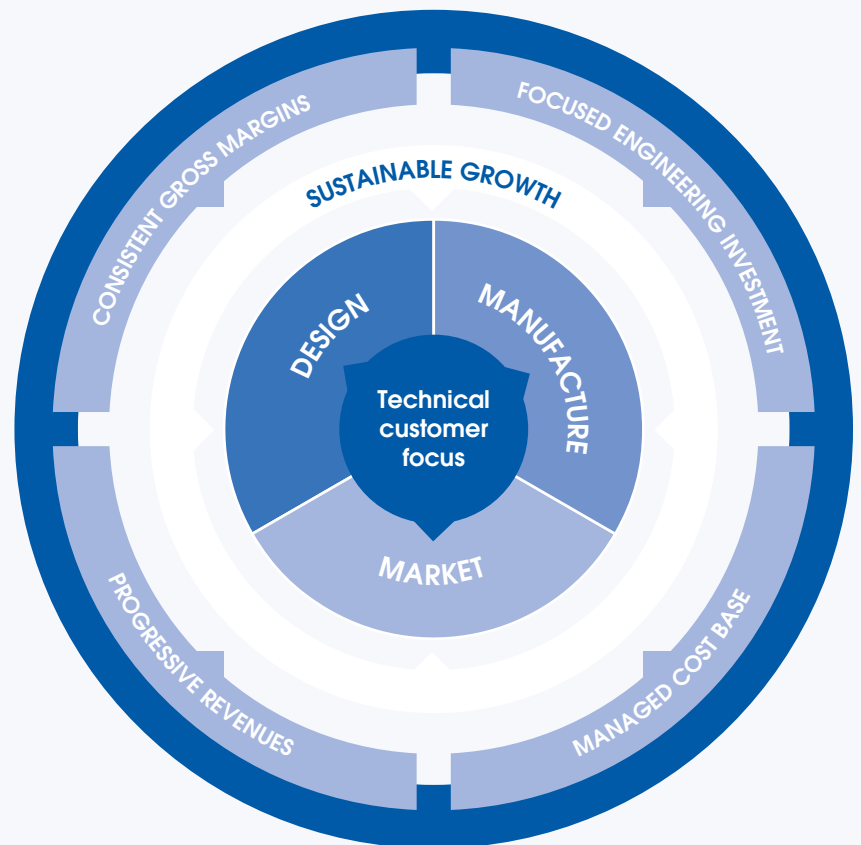 CONSISTENT GROSS MARGINS
FOCUSED ENGINEERING INVESTMENT
SUSTAINABLE GROWTH
DESIGN
MANUFACTURE
Technical
customer
focus
MARKET
PROGRESSIVE REVENUES
MANAGED COST BASE